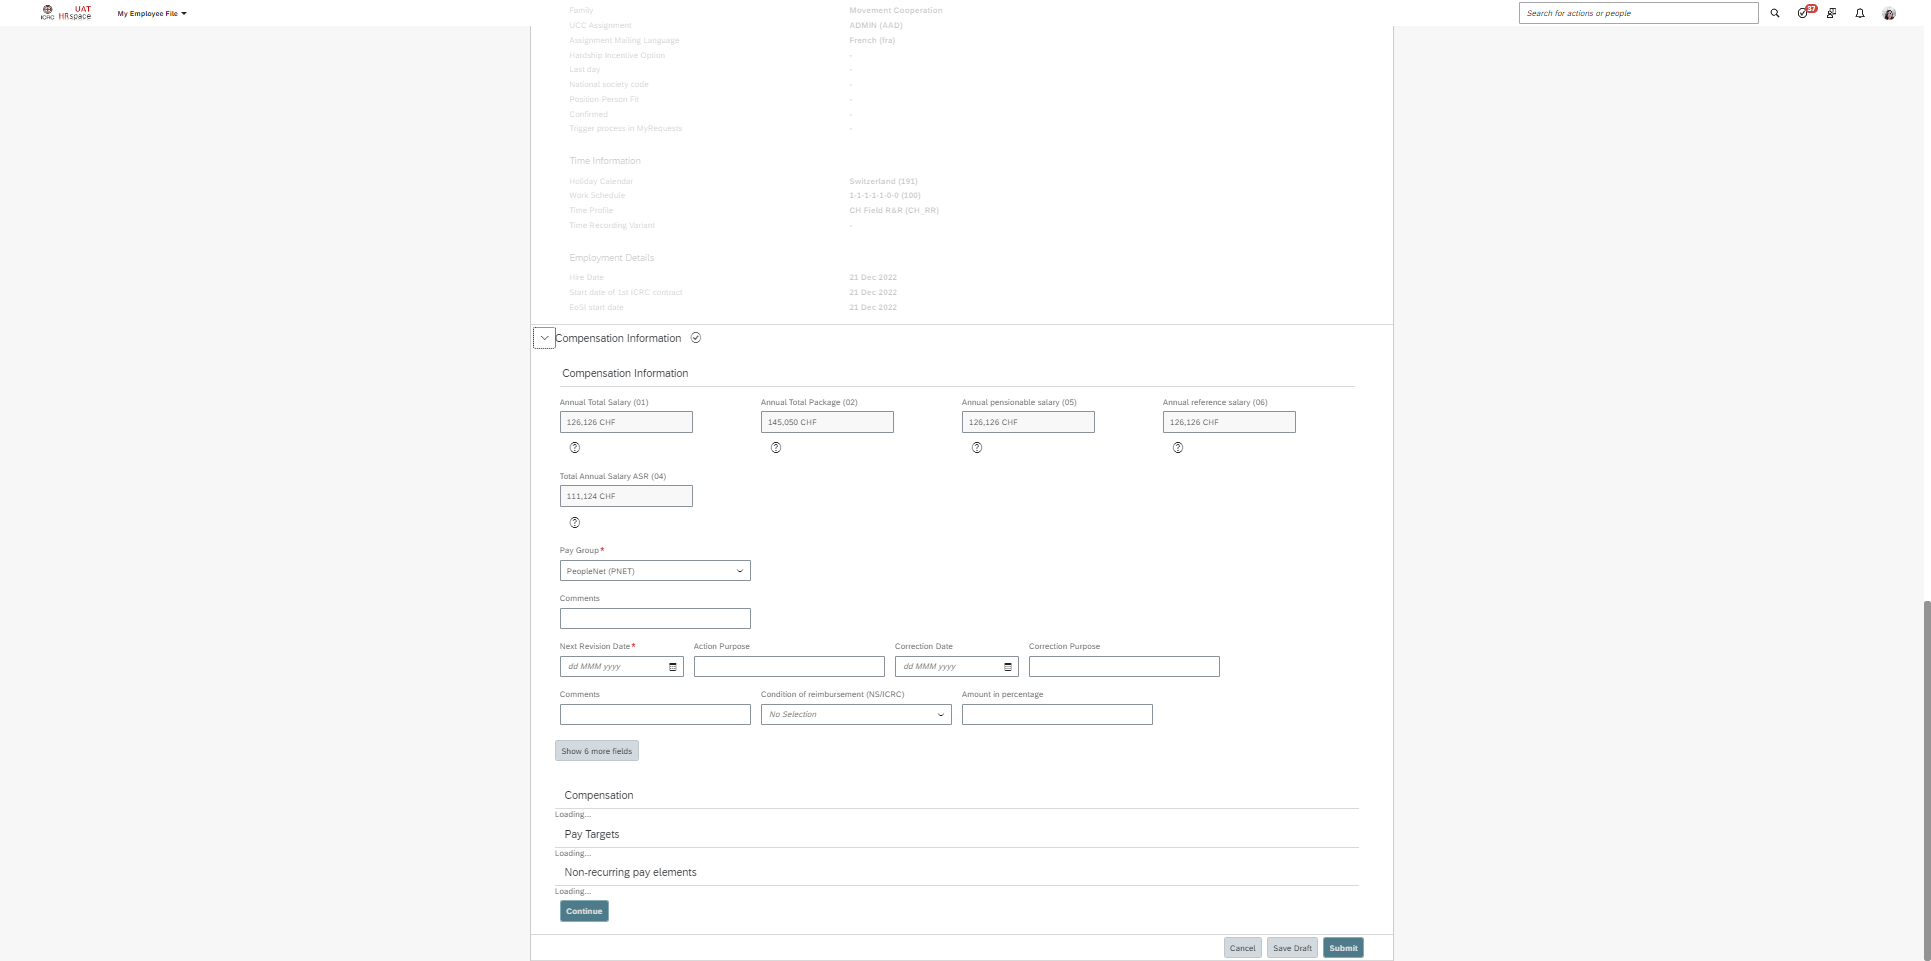 UAT
ICRC HRspace
My Employee File
Search for actions or people
37
Family Movement Cooperation
UCC Assignment ADMIN (AAD)
Assignment Mailing Language French (fra)
Hardship Incentive Option -
Last day -
National society code -
Position-Person Fit -
Confirmed -
Trigger process in MyRequests -
Time Information
Holiday Calendar Switzerland (191)
Work Schedule 1-1-1-1-1-0-0 (100)
Time Profile CH Field R&R (CH_RR)
Time Recording Variant -
Employment Details
Hire Date 21 Dec 2022
Start date of 1st ICRC contract 21 Dec 2022
EoSI start date 21 Dec 2022
Compensation Information
Compensation Information
Annual Total Salary (01) Annual Total Package (02) Annual pensionable salary (05) Annual reference salary (06)
126,126 CHF 145,050 CHF 126,126 CHF 126,126 CHF
Total Annual Salary ASR (04)
111,124 CHF
Pay Group*
PeopleNet (PNET)
Comments
Next Revision Date* Action Purpose Correction Date Correction Purpose
dd MMM yyyy dd MMM yyyy
Comments Condition of reimbursement (NS/ICRC) Amount in percentage
No Selection
Show 6 more fields
Compensation
Loading...
Pay Targets
Loading...
Non-recurring pay elements
Loading...
Continue
Cancel Save Draft Submit